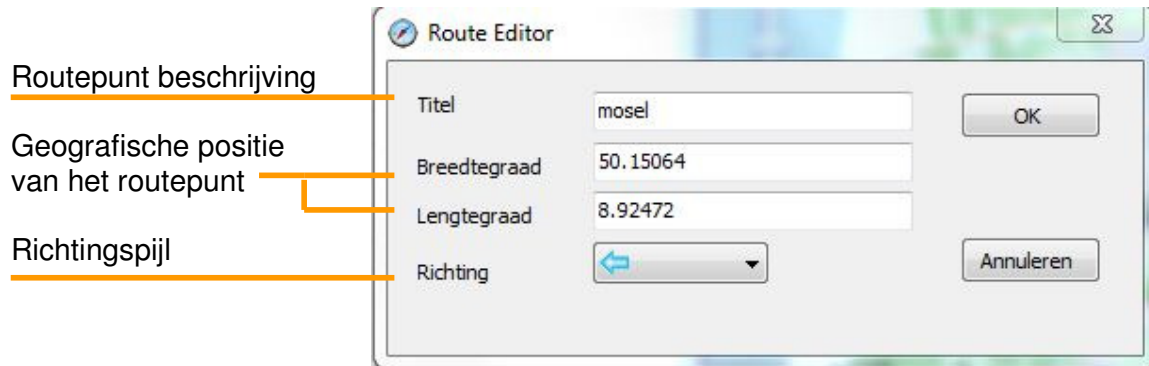 Route Editor
Routepunt beschrijving
Titel
mosel
OK
Geografische positie
van het routepunt
Breedtegraad
50.15064
Lengtegraad
8.92472
Richtingspijl
Richting
Annuleren